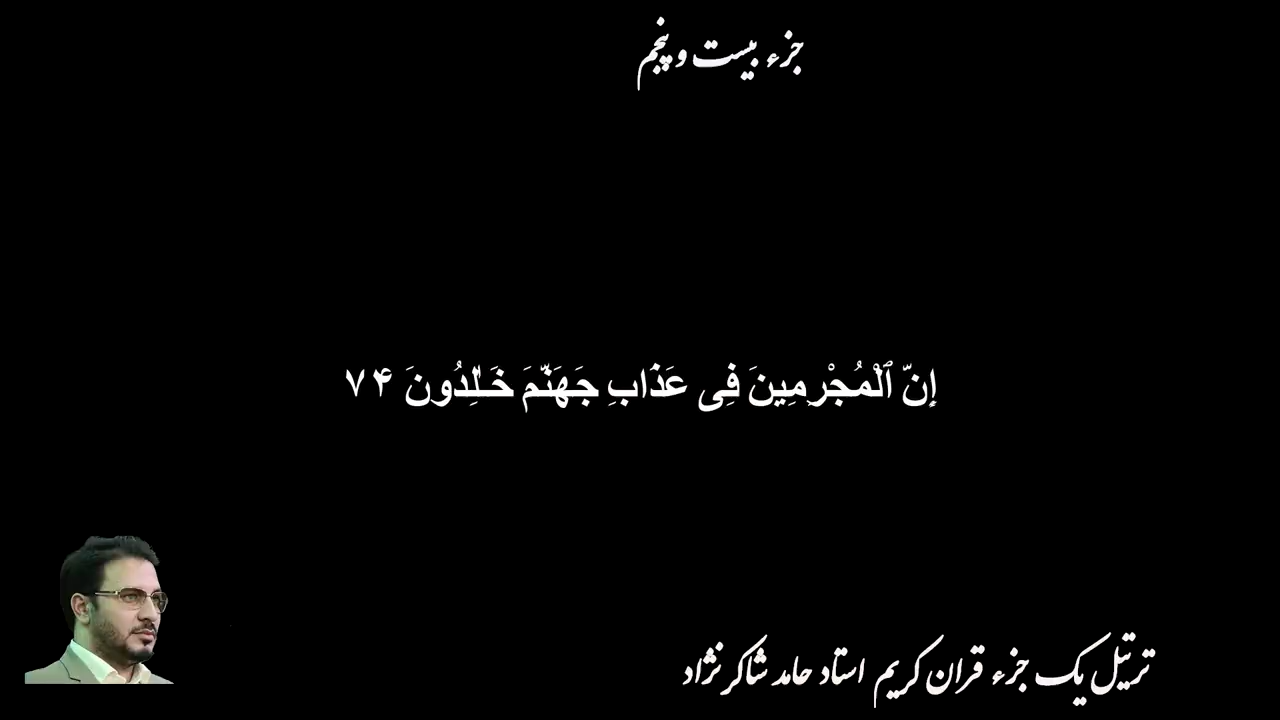 جزء بیست و پنجم
إِنَّ ٱلْمُجْرِمِينَ فِى عَذَابِ جَهَنَّمَ خَـٰلِدُونَ ۷۴
ترتیل یک جزء قران کریم استاد حامد شاکرنژاد